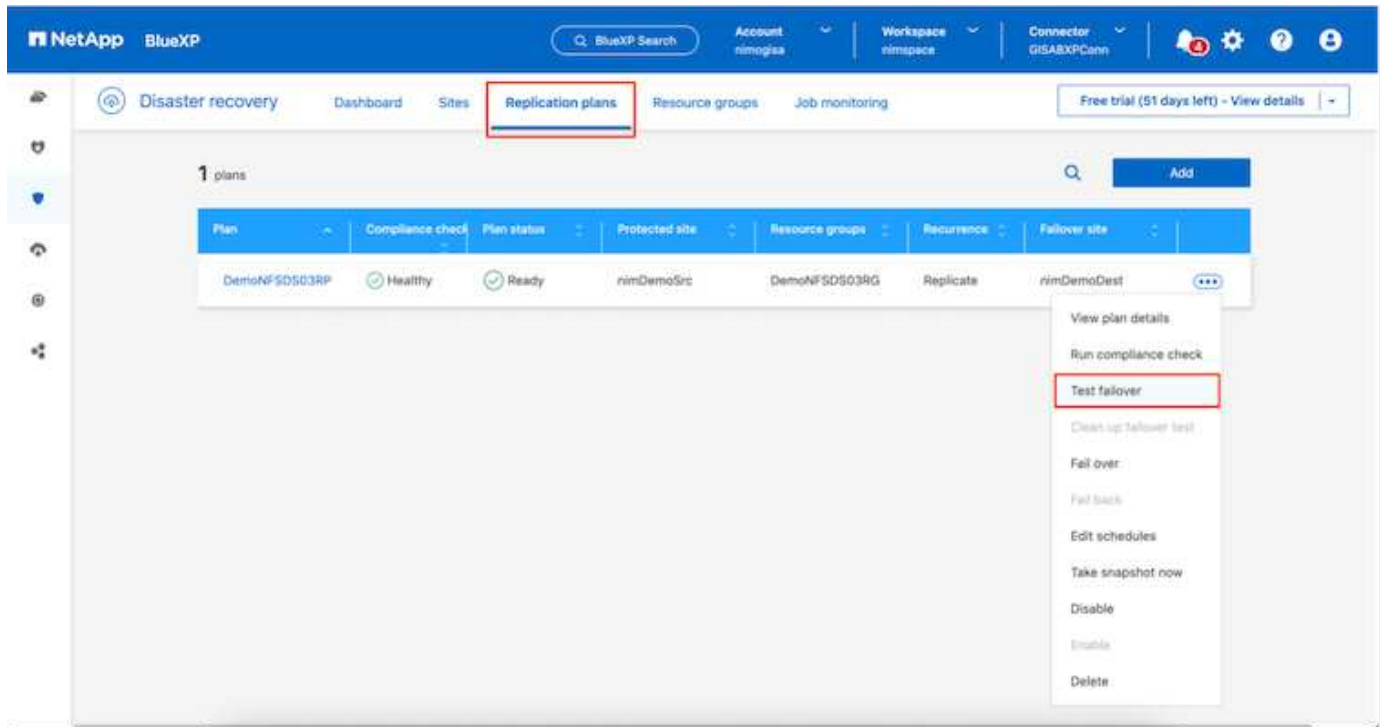 NetApp BlueXP BlueXP Search Account Workspace Connector
nimogisa nimspace GISABXPConn 4
Disaster recovery Dashboard Sites Replication plans Resource groups Job monitoring Free trial (51 days left) - View details
1 plans Add
Plan Compliance check Plan status Protected site Resource groups Recurrence Failover site
DemoNFSDS03RP Healthy Ready nimDemoSrc DemoNFSDS03RG Replicate nimDemoDest
View plan details
Run compliance check
Test failover
Clean up failover test
Fail over
Fail back
Edit schedules
Take snapshot now
Disable
Enable
Delete